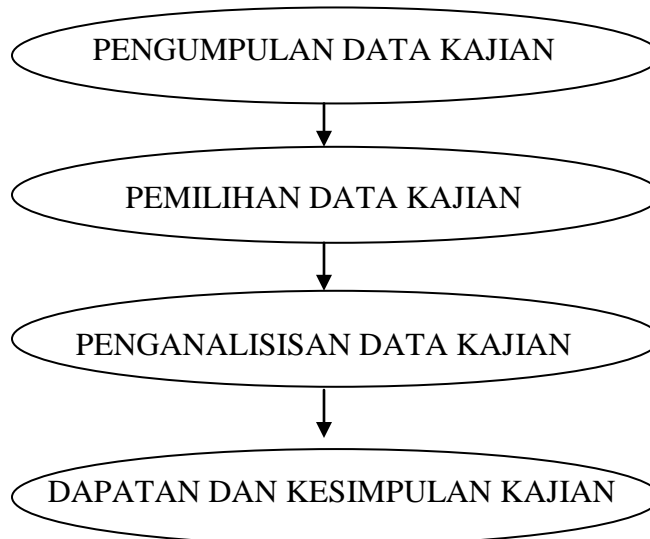 PENGUMPULAN DATA KAJIAN
PEMILIHAN DATA KAJIAN
PENGANALISISAN DATA KAJIAN
DAPATAN DAN KESIMPULAN KAJIAN